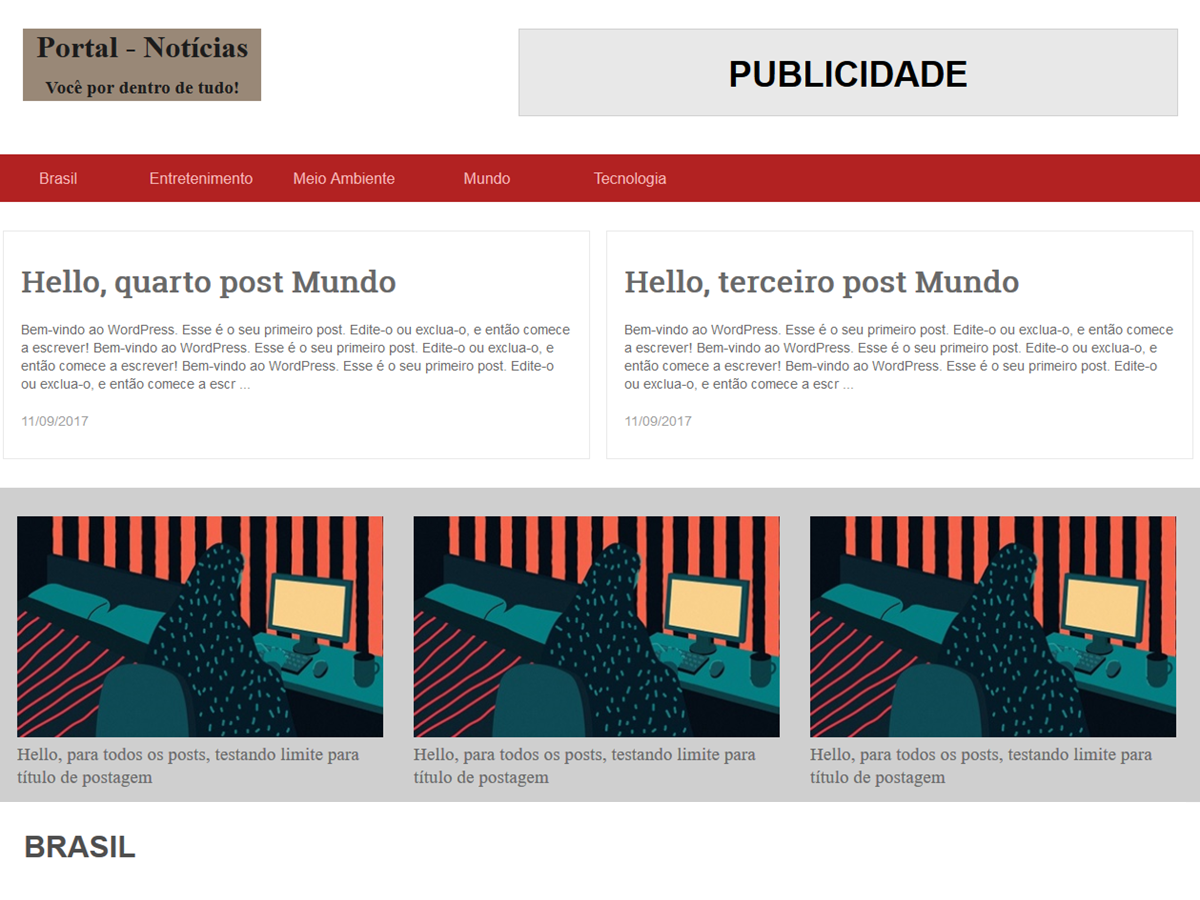 Portal - Notícias
Você por dentro de tudo!
PUBLICIDADE
Brasil Entretenimento Meio Ambiente Mundo Tecnologia
Hello, quarto post Mundo
Bem-vindo ao WordPress. Esse é o seu primeiro post. Edite-o ou exclua-o, e então comece
a escrever! Bem-vindo ao WordPress. Esse é o seu primeiro post. Edite-o ou exclua-o, e
então comece a escrever! Bem-vindo ao WordPress. Esse é o seu primeiro post. Edite-o
ou exclua-o, e então comece a escr ...
11/09/2017
Hello, terceiro post Mundo
Bem-vindo ao WordPress. Esse é o seu primeiro post. Edite-o ou exclua-o, e então comece
a escrever! Bem-vindo ao WordPress. Esse é o seu primeiro post. Edite-o ou exclua-o, e
então comece a escrever! Bem-vindo ao WordPress. Esse é o seu primeiro post. Edite-o
ou exclua-o, e então comece a escr ...
11/09/2017
Hello, para todos os posts, testando limite para
título de postagem
Hello, para todos os posts, testando limite para
título de postagem
Hello, para todos os posts, testando limite para
título de postagem
BRASIL